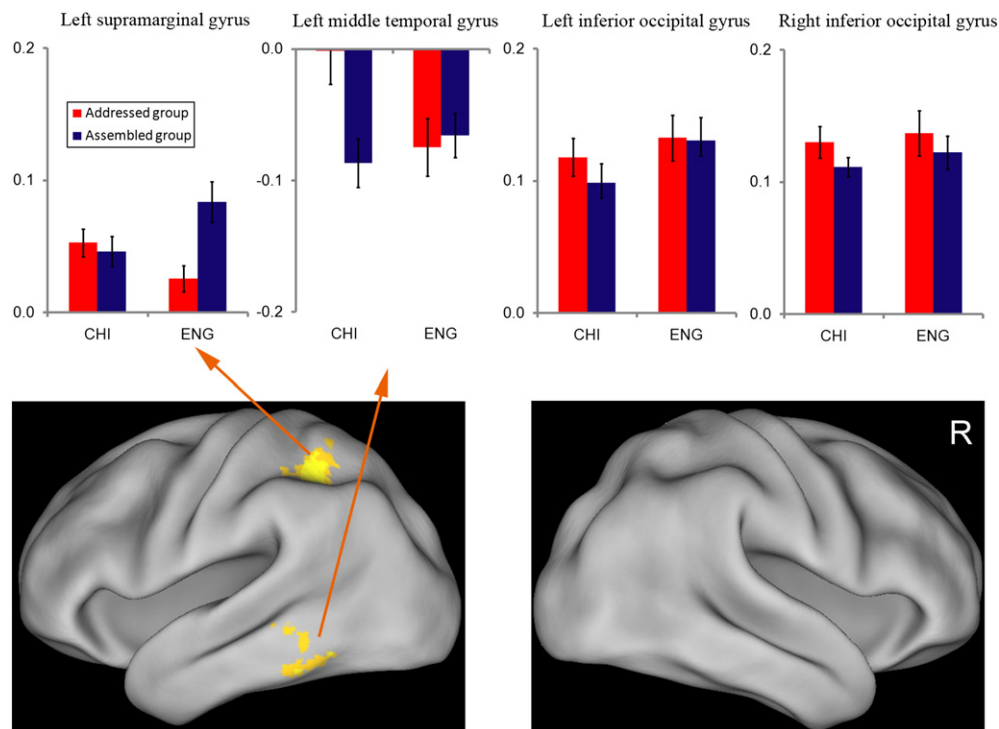 Left supramarginal gyrus
0.2
0.1
0.0
Addressed group
Assembled group
CHI ENG
Left middle temporal gyrus
0.0
-0.1
-0.2
CHI ENG
Left inferior occipital gyrus
0.2
0.1
0.0
CHI ENG
Right inferior occipital gyrus
0.2
0.1
0.0
CHI ENG
R